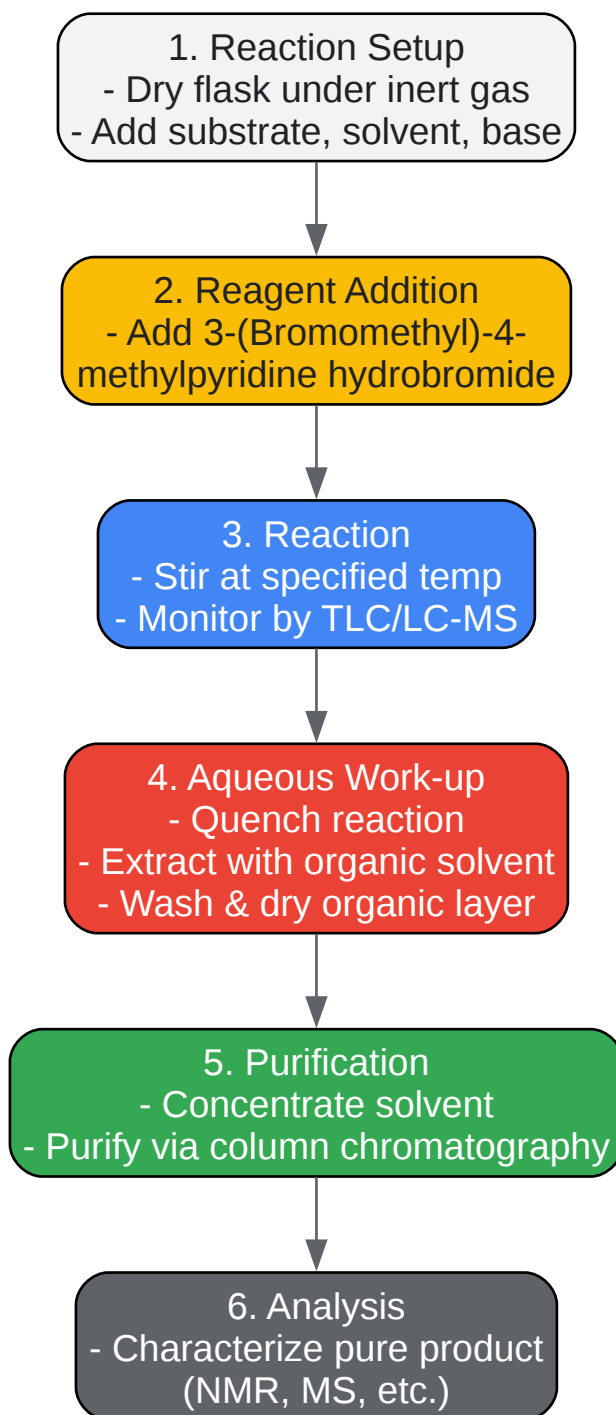 1. Reaction Setup
- Dry flask under inert gas
- Add substrate, solvent, base
2. Reagent Addition
- Add 3-(Bromomethyl)-4-
methylpyridine hydrobromide
3. Reaction
- Stir at specified temp
- Monitor by TLC/LC-MS
4. Aqueous Work-up
- Quench reaction
- Extract with organic solvent
- Wash & dry organic layer
5. Purification
- Concentrate solvent
- Purify via column chromatography
6. Analysis
- Characterize pure product
(NMR, MS, etc.)